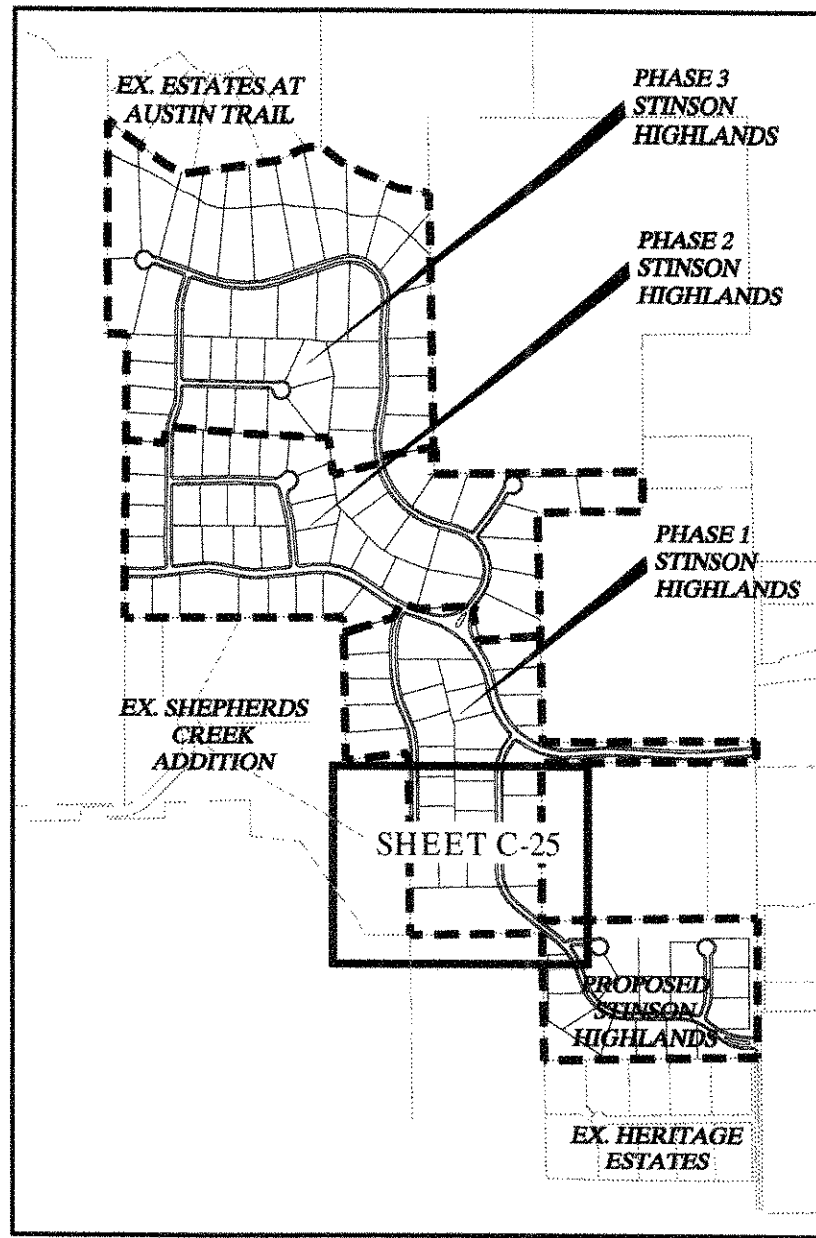 EX. ESTATES AT
AUSTIN TRAIL
PHASE 3
STINSON
HIGHLANDS
PHASE 2
STINSON
HIGHLANDS
PHASE 1
STINSON
HIGHLANDS
EX. SHEPHERDS
CREEK
ADDITION
SHEET C-25
PROPOSED
STINSON
HIGHLANDS
EX. HERITAGE
ESTATES